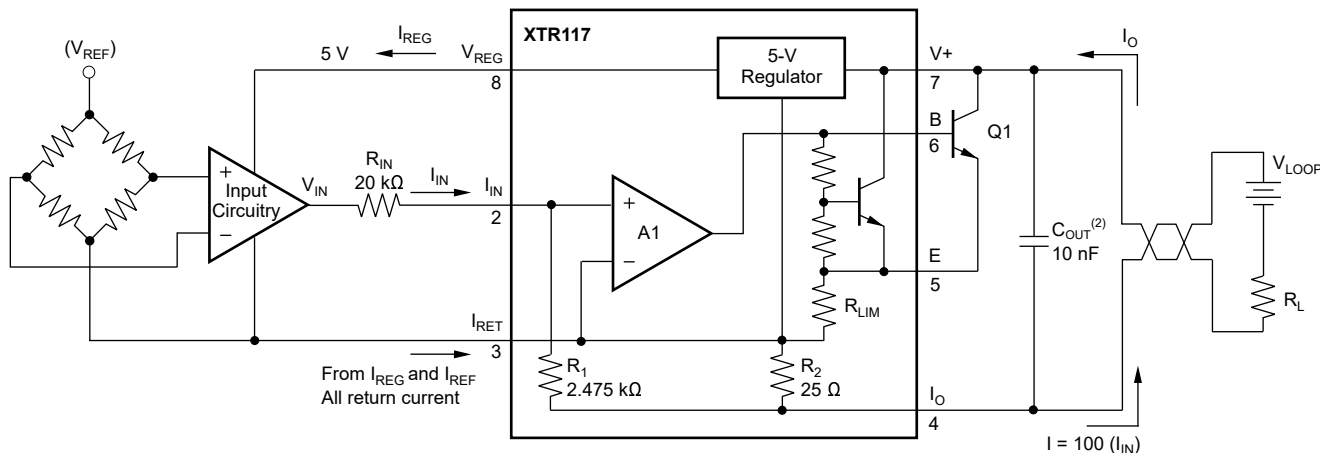 XTR117
I_REG
(V_REF)
5 V
V_REG
8
5-V
Regulator
V+
7
I_O
B
6
Q1
R_IN
20 kΩ
I_IN
I_IN
2
V_IN
+
Input
Circuitry
−
+
A1
−
V_LOOP
C_OUT(2)
10 nF
E
5
R_LIM
R_L
I_RET
3
From I_REG and I_REF
All return current
R_1
2.475 kΩ
R_2
25 Ω
I_O
4
I = 100 (I_IN)